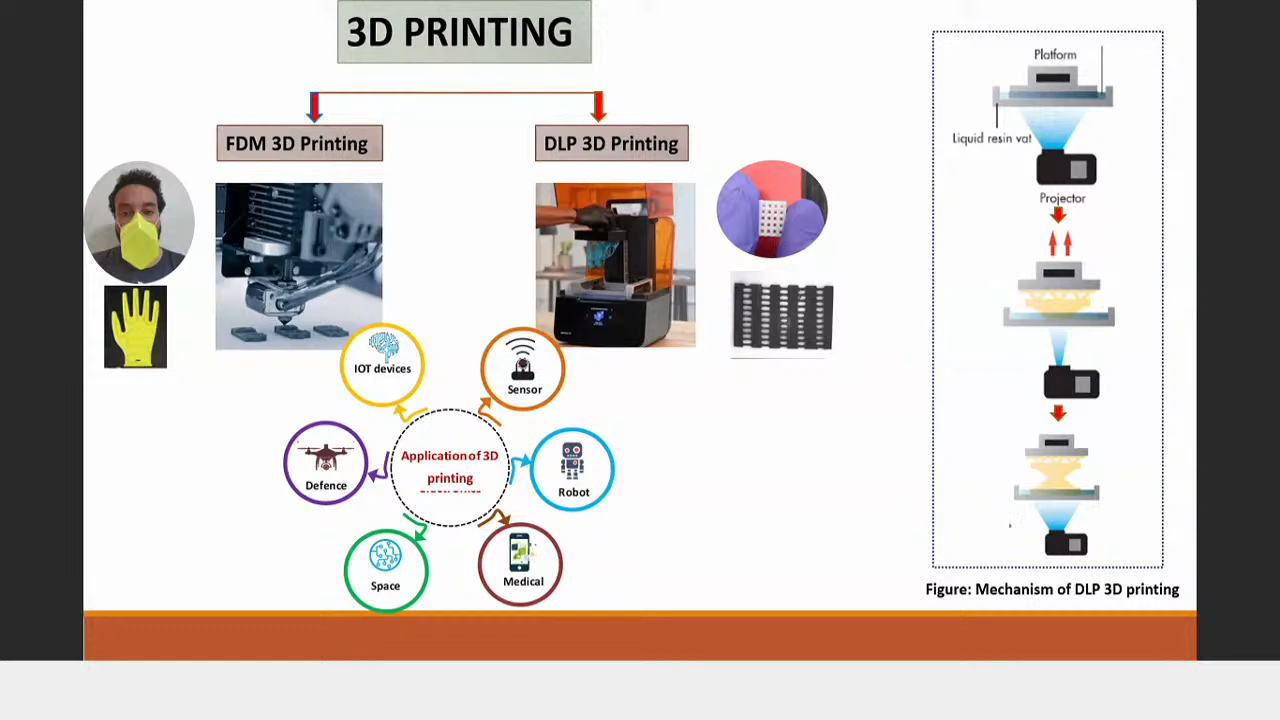 3D PRINTING
FDM 3D Printing
DLP 3D Printing
IOT devices
Sensor
Defence
Application of 3D
printing
Robot
Space
Medical
Platform
Liquid resin vat
Projector
Figure: Mechanism of DLP 3D printing